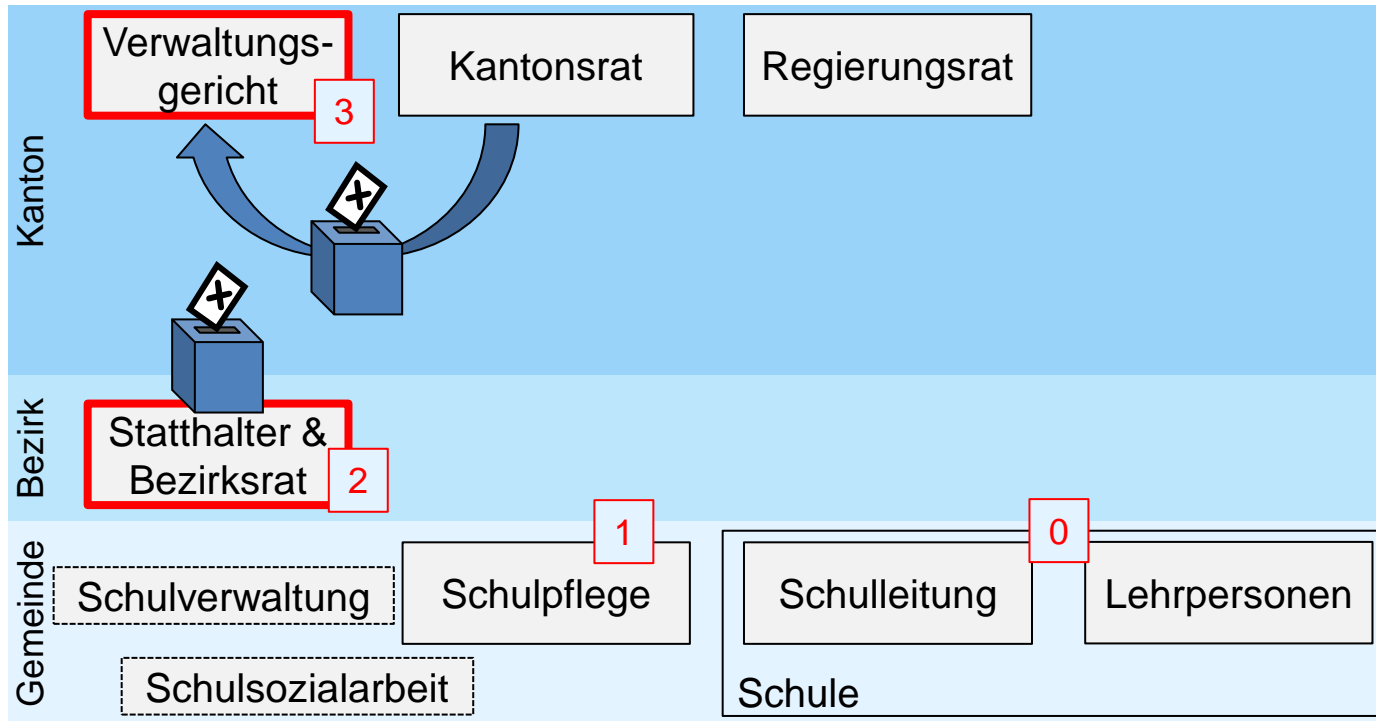 Kanton
Verwaltungs-
gericht
3
Kantonsrat
Regierungsrat
Bezirk
Statthalter &
Bezirksrat
2
Gemeinde
Schulverwaltung
Schulsozialarbeit
1
Schulpflege
0
Schulleitung
Lehrpersonen
Schule